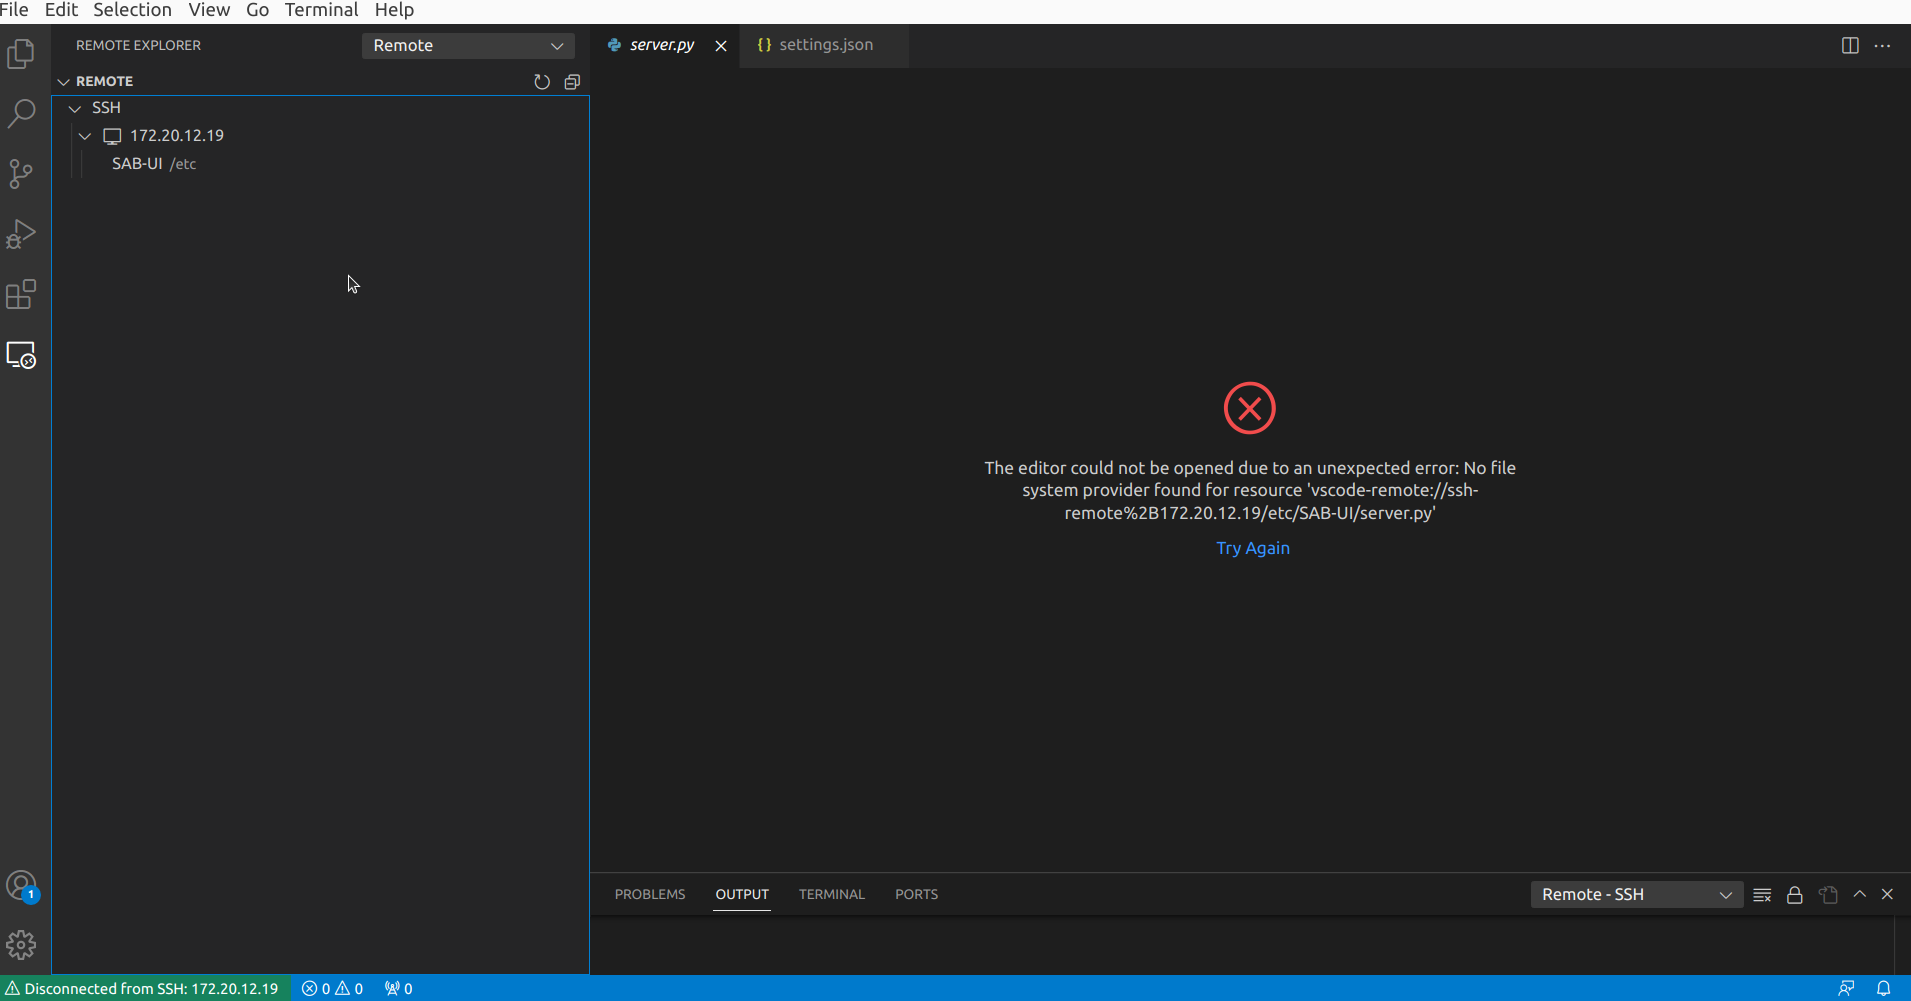 File Edit Selection View Go Terminal Help
REMOTE EXPLORER
Remote
server.py
settings.json
REMOTE
SSH
172.20.12.19
SAB-UI /etc
The editor could not be opened due to an unexpected error: No file
system provider found for resource 'vscode-remote://ssh-
remote%2B172.20.12.19/etc/SAB-UI/server.py'
Try Again
PROBLEMS OUTPUT TERMINAL PORTS
Remote - SSH
1
Disconnected from SSH: 172.20.12.19 0 0 0